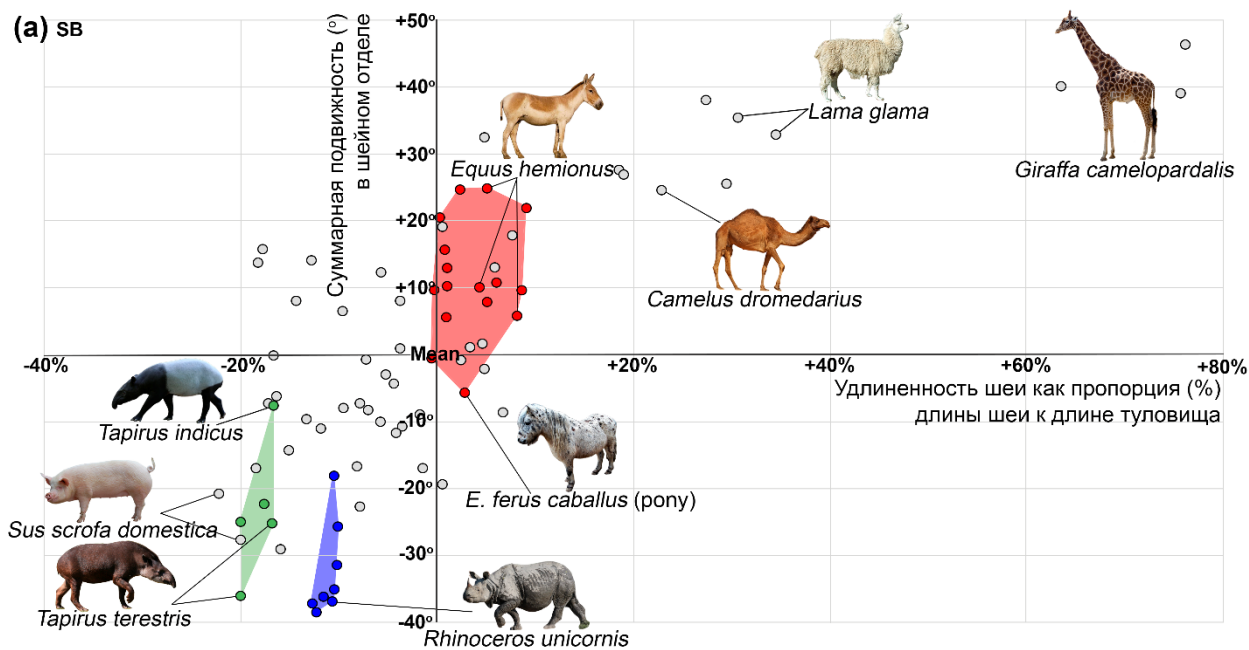 (a) SB
Суммарная подвижность (°)
в шейном отделе
+50°
+40°
+30°
+20°
+10°
Mean
-10°
-20°
-30°
-40°
-40%
-20%
+20%
+40%
+60%
+80%
Удлиненность шеи как пропорция (%)
длины шеи к длине туловища
Equus hemionus
Lama glama
Giraffa camelopardalis
Camelus dromedarius
Tapirus indicus
Sus scrofa domestica
Tapirus terestris
E. ferus caballus (pony)
Rhinoceros unicornis